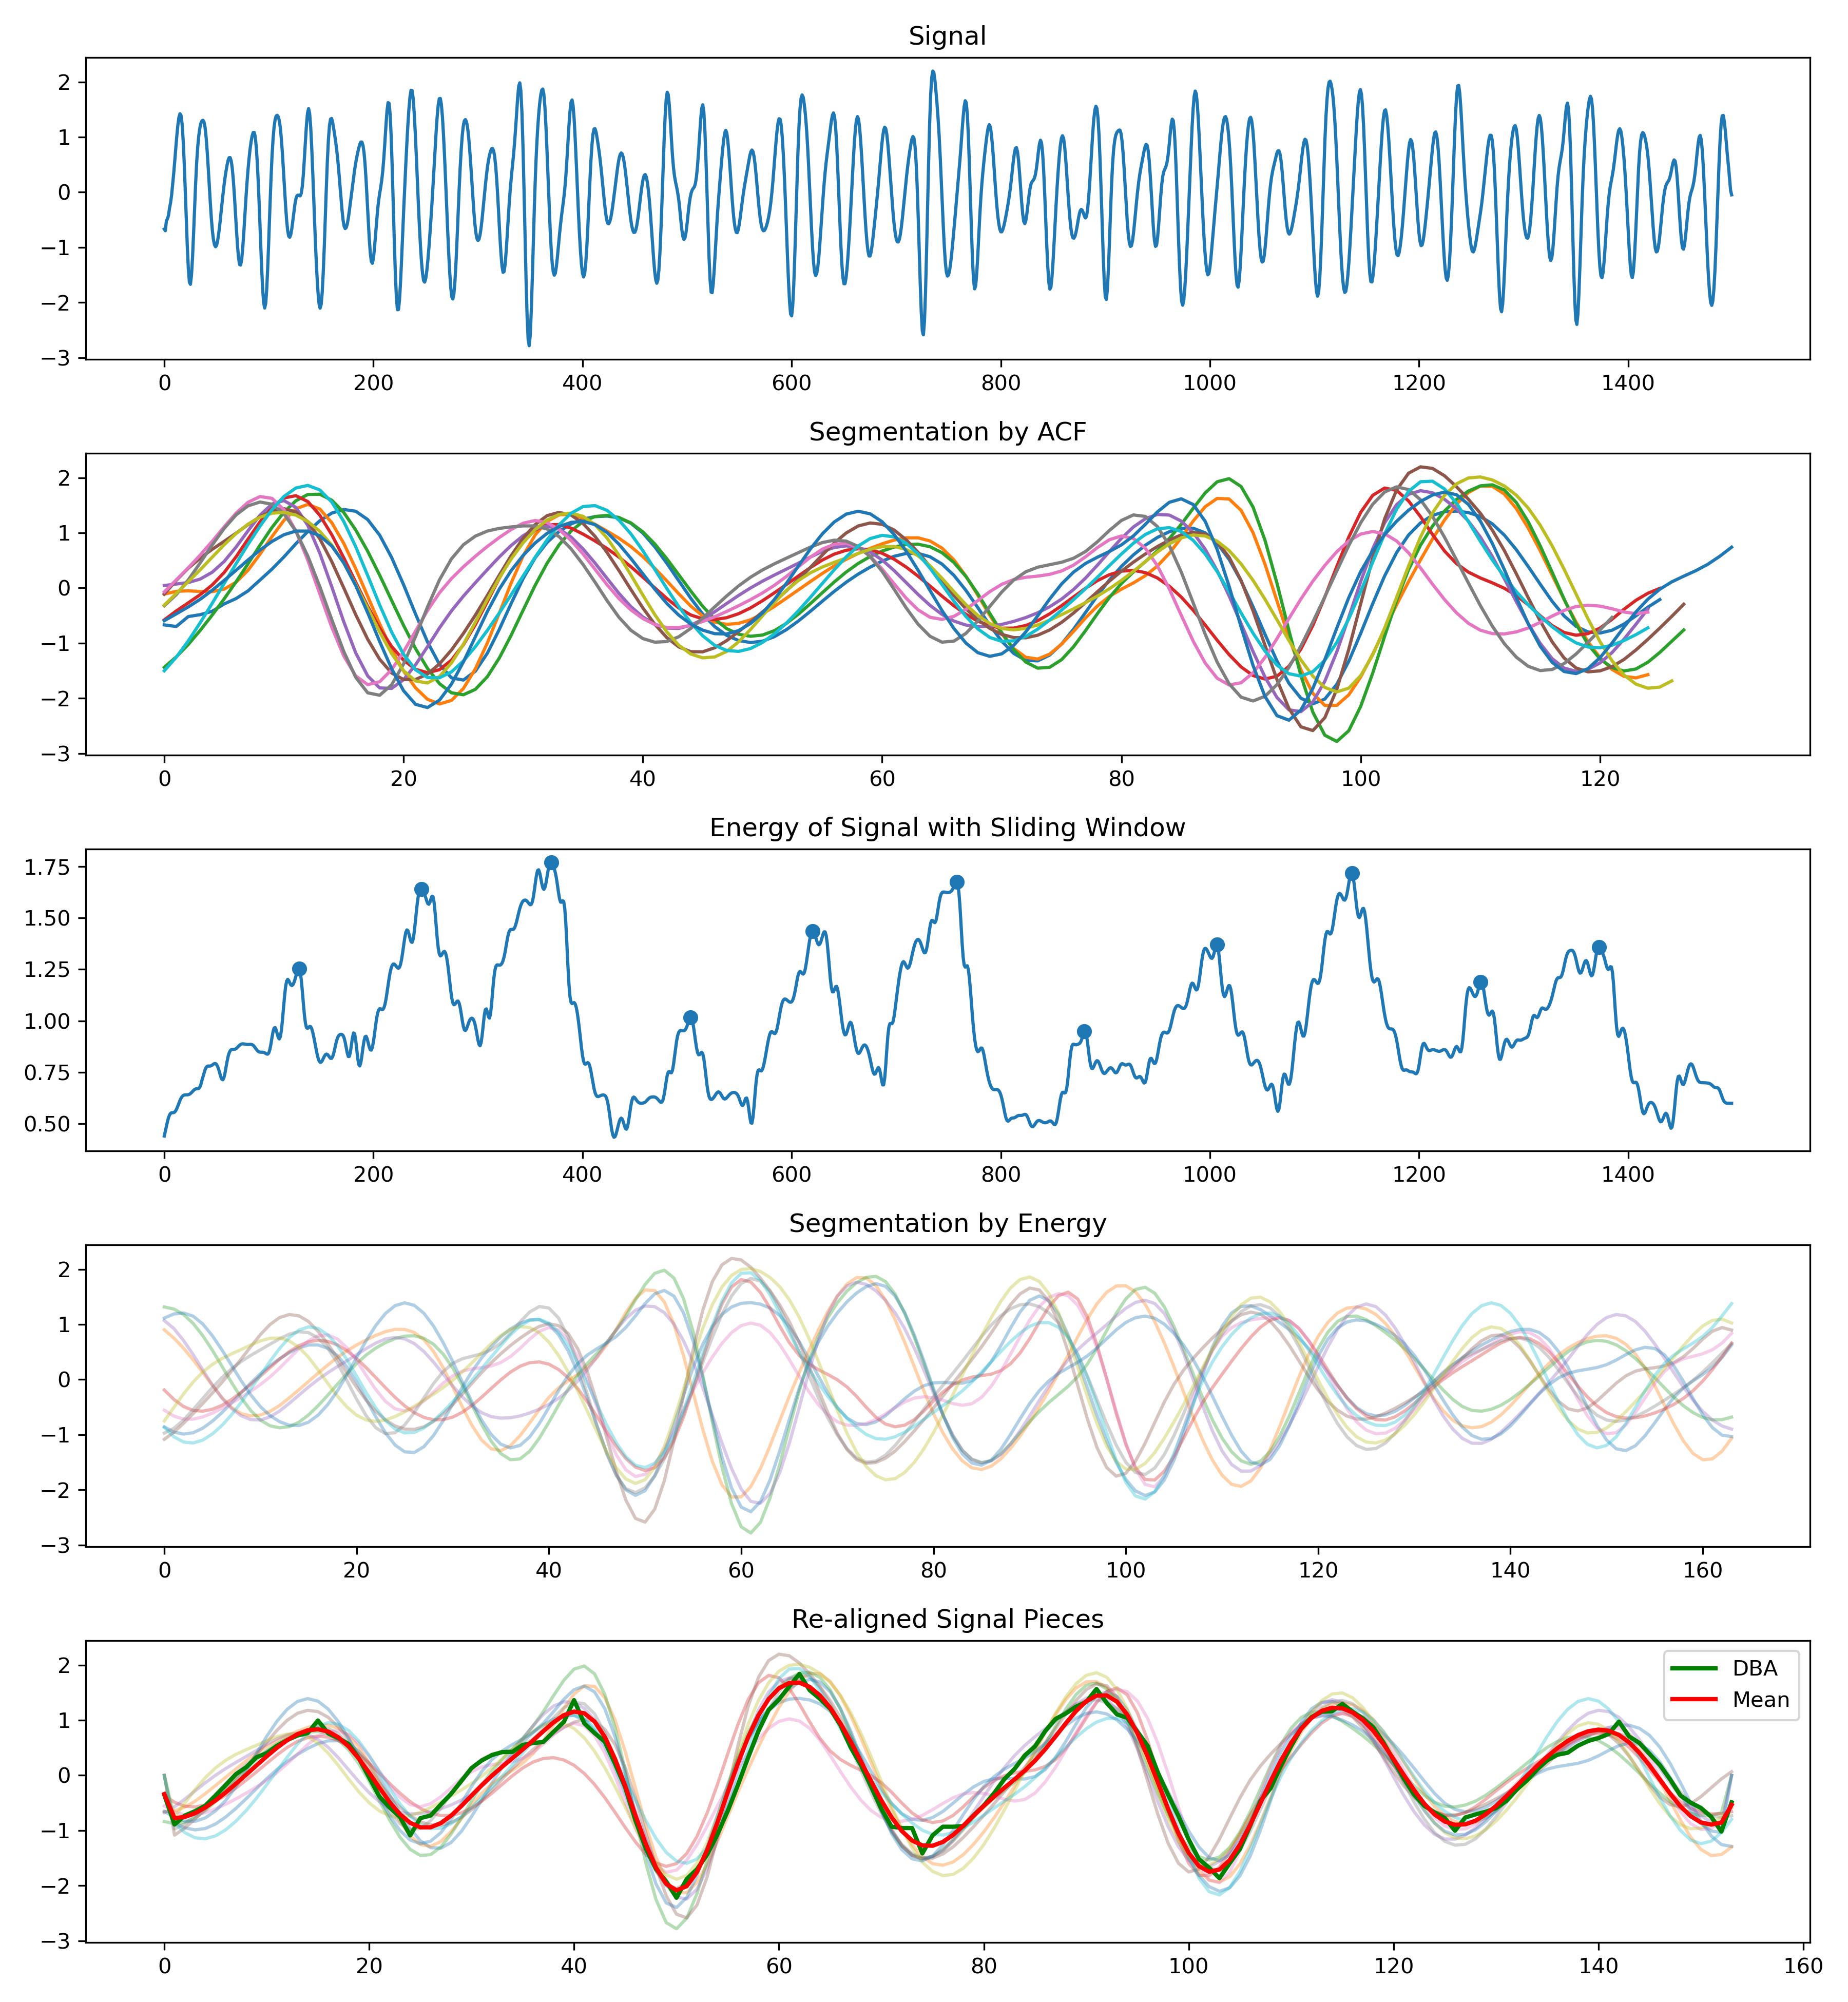 Signal
2
1
0
−1
−2
−3
0 200 400 600 800 1000 1200 1400
Segmentation by ACF
2
1
0
−1
−2
−3
0 20 40 60 80 100 120
Energy of Signal with Sliding Window
1.75
1.50
1.25
1.00
0.75
0.50
0 200 400 600 800 1000 1200 1400
Segmentation by Energy
2
1
0
−1
−2
−3
0 20 40 60 80 100 120 140 160
Re-aligned Signal Pieces
2
1
0
−1
−2
−3
DBA
Mean
0 20 40 60 80 100 120 140 160